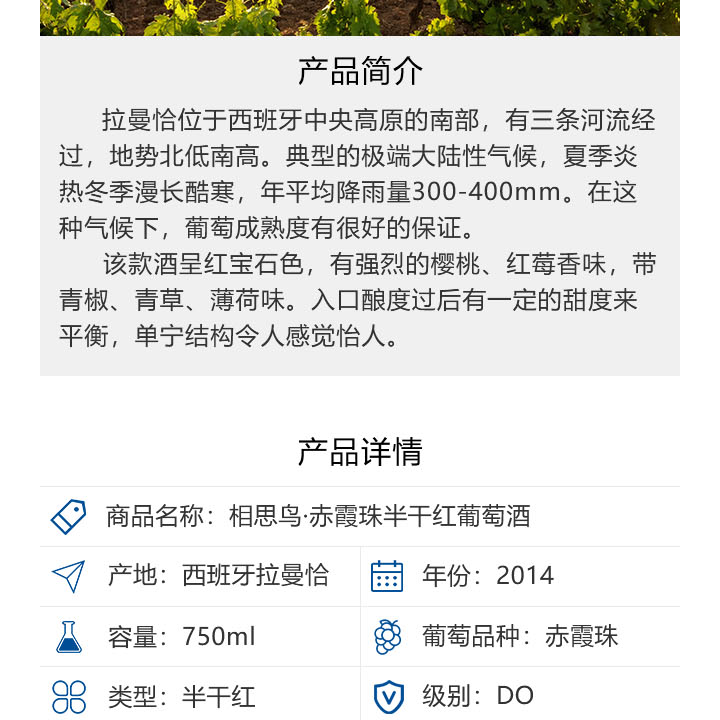 产品简介
拉曼恰位于西班牙中央高原的南部，有三条河流经
过，地势北低南高。典型的极端大陆性气候，夏季炎
热冬季漫长酷寒，年平均降雨量300-400mm。在这
种气候下，葡萄成熟度有很好的保证。
该款酒呈红宝石色，有强烈的樱桃、红莓香味，带
青椒、青草、薄荷味。入口酿度过后有一定的甜度来
平衡，单宁结构令人感觉怡人。
产品详情
商品名称：相思鸟·赤霞珠半干红葡萄酒
产地：西班牙拉曼恰
年份：2014
容量：750ml
葡萄品种：赤霞珠
类型：半干红
级别：DO